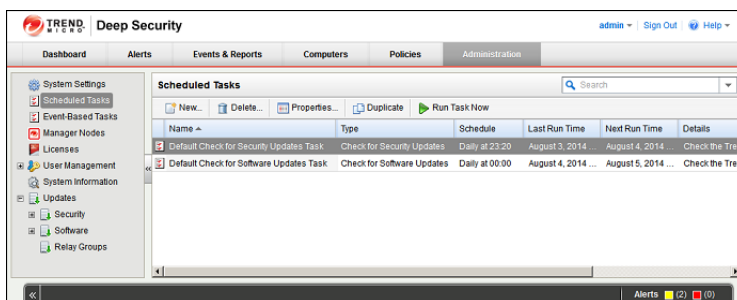 TREND MICRO Deep Security
admin Sign Out Help
Dashboard Alerts Events & Reports Computers Policies Administration
System Settings
Scheduled Tasks
Event-Based Tasks
Manager Nodes
Licenses
User Management
System Information
Updates
Security
Software
Relay Groups
Scheduled Tasks
Search
New... Delete... Properties... Duplicate Run Task Now
Name Type Schedule Last Run Time Next Run Time Details
Default Check for Security Updates Task Check for Security Updates Daily at 23:20 August 3, 2014 ... August 4, 2014 ... Check the Tre
Default Check for Software Updates Task Check for Software Updates Daily at 00:00 August 4, 2014 ... August 5, 2014 ... Check the Tre
Alerts (2) (0)